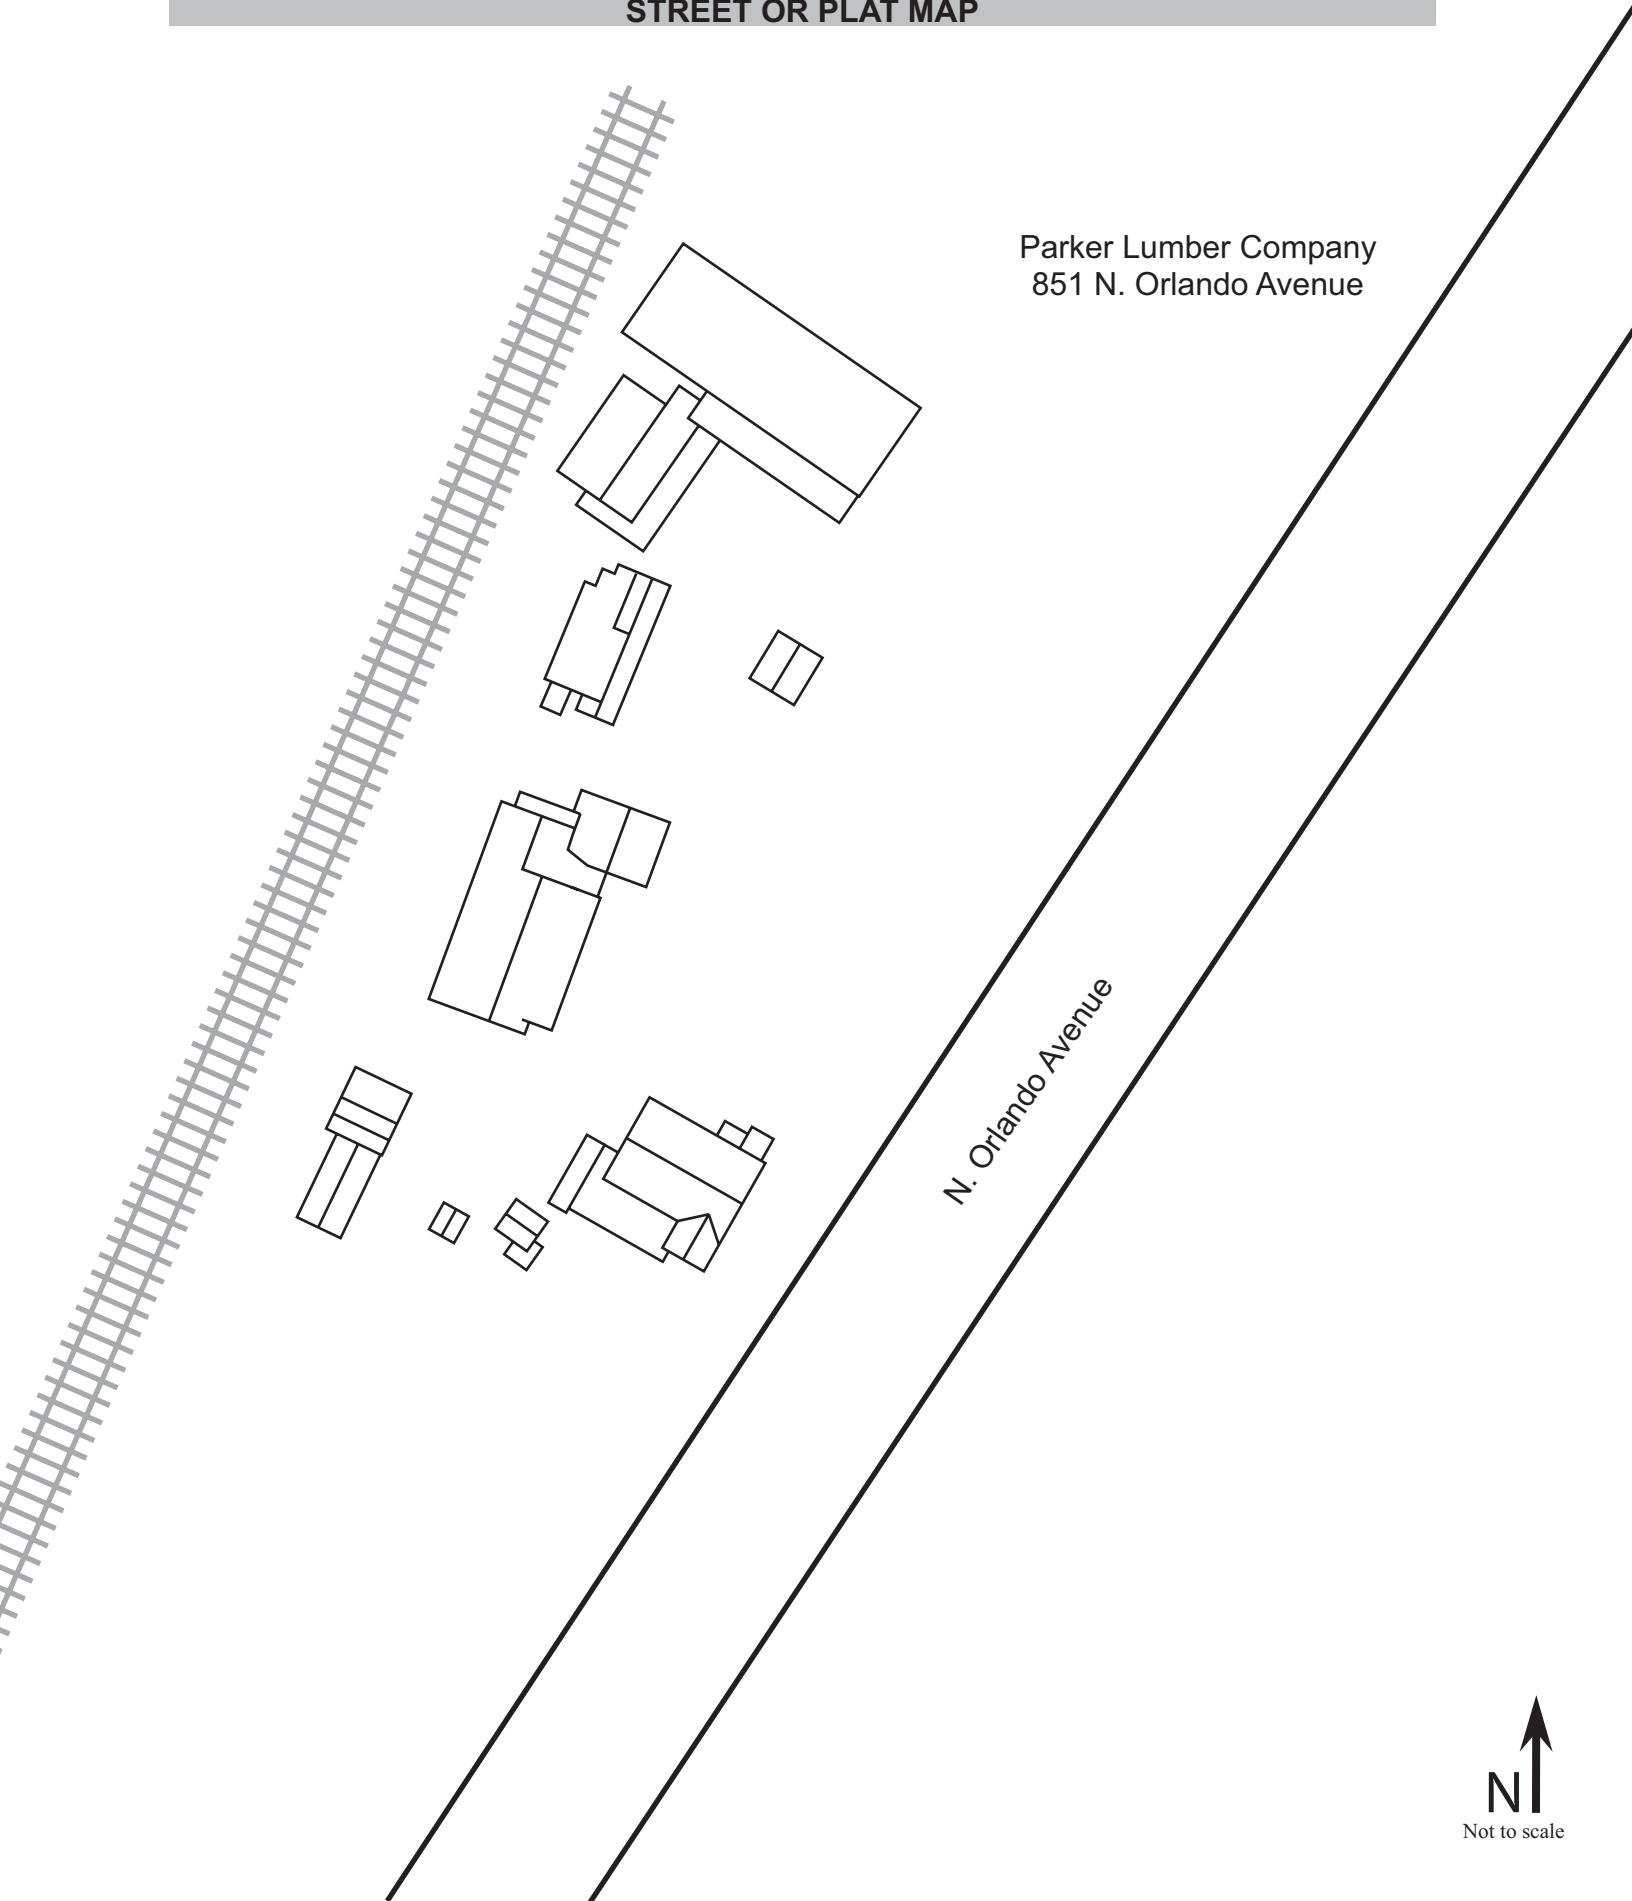 STREET OR PLAT MAP
Parker Lumber Company
851 N. Orlando Avenue
N. Orlando Avenue
N
Not to scale